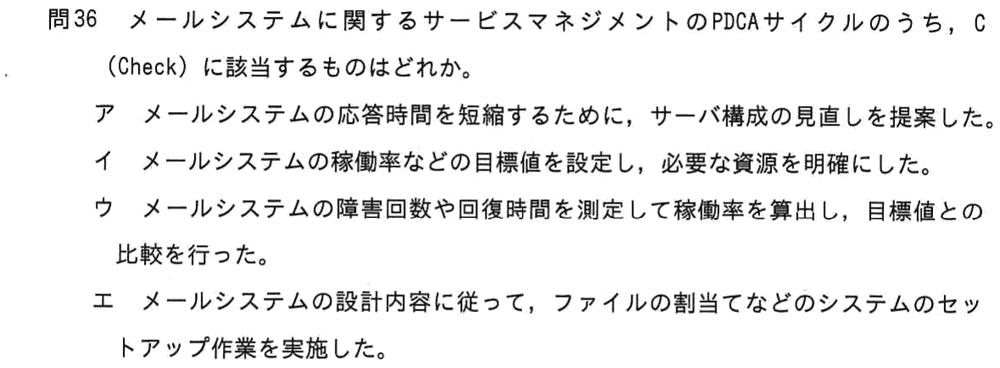 問36 メールシステムに関するサービスマネジメントのPDCAサイクルのうち，C
（Check）に該当するものはどれか。
ア メールシステムの応答時間を短縮するために，サーバ構成の見直しを提案した。
イ メールシステムの稼働率などの目標値を設定し，必要な資源を明確にした。
ウ メールシステムの障害回数や回復時間を測定して稼働率を算出し，目標値との
比較を行った。
エ メールシステムの設計内容に従って，ファイルの割当てなどのシステムのセッ
トアップ作業を実施した。